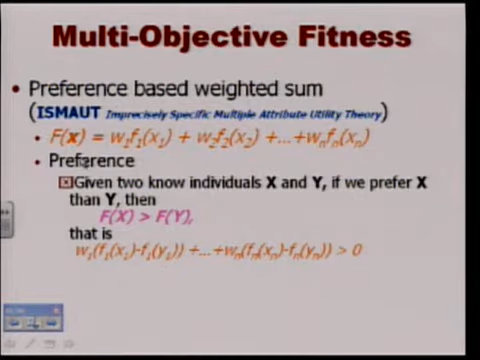 Multi-Objective Fitness
• Preference based weighted sum
(ISMAUT Imprecisely Specific Multiple Attribute Utility Theory)
• F(x) = w₁f₁(x₁) + w₂f₂(x₂) +…+wₙfₙ(xₙ)
• Preference
Given two know individuals X and Y, if we prefer X
than Y, then
F(X) > F(Y),
that is
w₁(f₁(x₁)-f₁(y₁)) +…+wₙ(fₙ(xₙ)-fₙ(yₙ)) > 0